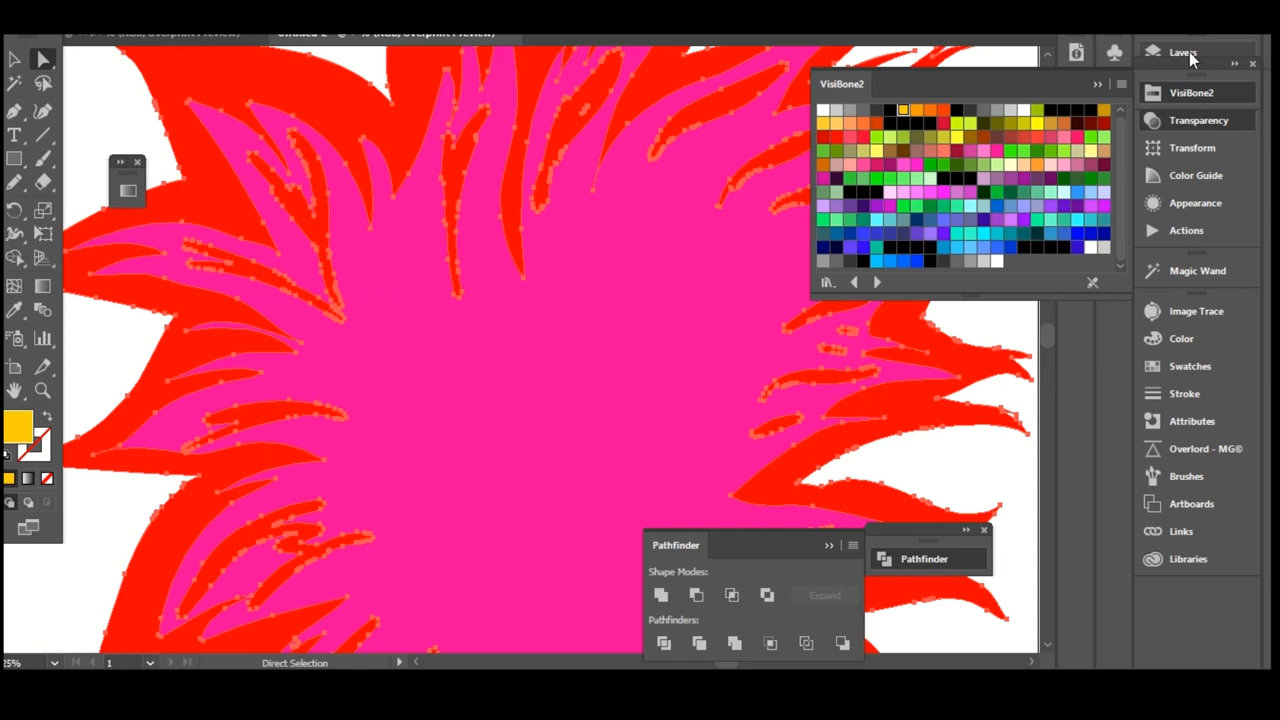 Layers
VisiBone2
VisiBone2
Transparency
Transform
Color Guide
Appearance
Actions
Magic Wand
Image Trace
Color
Swatches
Stroke
Attributes
Overlord - MG©
Brushes
Artboards
Links
Libraries
Pathfinder
Pathfinder
Shape Modes:
Expand
Pathfinders:
25%
1
Direct Selection